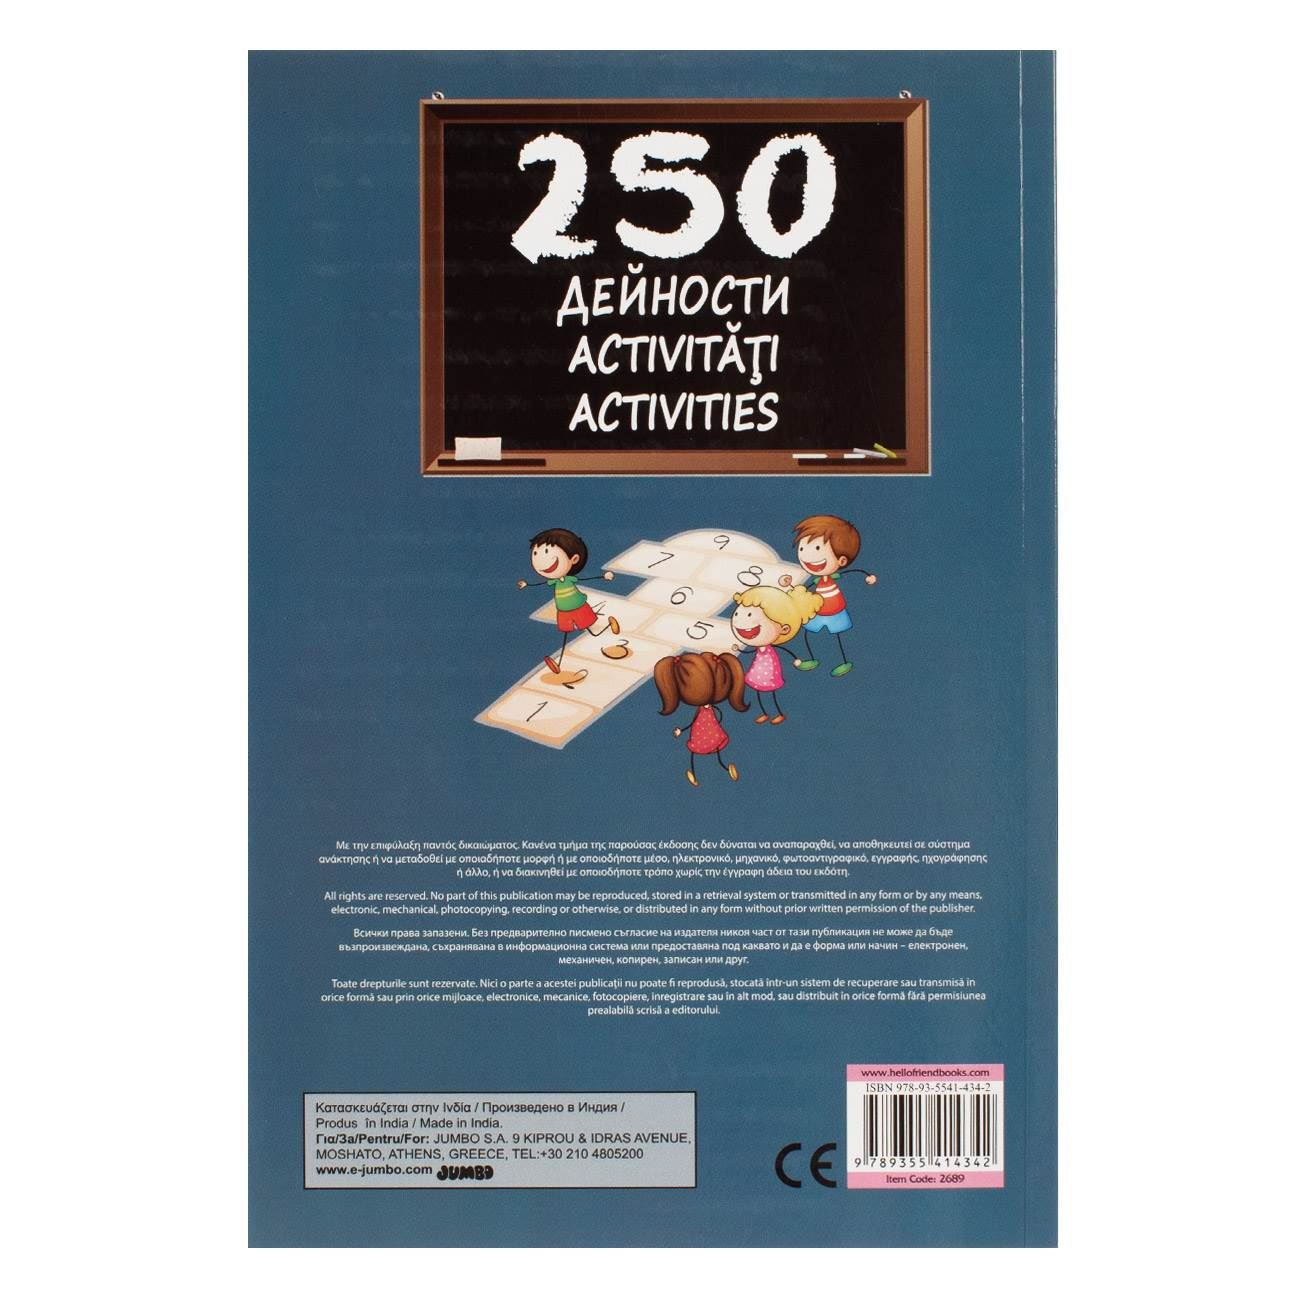 250
ДЕЙНОСТИ
ACTIVITĂŢI
ACTIVITIES
9
7
8
6
4
5
3
2
1
Με την επιφύλαξη παντός δικαιώματος. Κανένα τμήμα της παρούσας έκδοσης δεν δύναται να αναπαραχθεί, να αποθηκευτεί σε σύστημα
ανάκτησης ή να μεταδοθεί με οποιαδήποτε μορφή ή με οποιοδήποτε μέσο, ηλεκτρονικό, μηχανικό, φωτοαντιγραφικό, εγγραφής, ηχογράφησης
ή άλλο, ή να διακινηθεί με οποιοδήποτε τρόπο χωρίς την έγγραφη άδεια του εκδότη.
All rights are reserved. No part of this publication may be reproduced, stored in a retrieval system or transmitted in any form or by any means,
electronic, mechanical, photocopying, recording or otherwise, or distributed in any form without prior written permission of the publisher.
Всички права запазени. Без предварително писмено съгласие на издателя никоя част от тази публикация не може да бъде
възпроизвеждана, съхранявана в информационна система или предоставяна под каквато и да е форма или начин – електронен,
механичен, копирен, записан или друг.
Toate drepturile sunt rezervate. Nici o parte a acestei publicaţii nu poate fi reprodusă, stocată într-un sistem de recuperare sau transmisă în
orice formă sau prin orice mijloace, electronice, mecanice, fotocopiere, inregistrare sau în alt mod, sau distribuit în orice formă fără permisiunea
prealabilă scrisă a editorului.
Κατασκευάζεται στην Ινδία / Произведено в Индия /
Produs în India / Made in India.
Για/За/Pentru/For: JUMBO S.A. 9 KIPROU & IDRAS AVENUE,
MOSHATO, ATHENS, GREECE, TEL:+30 210 4805200
www.e-jumbo.com JUMBO
CE
www.hellofriendbooks.com
ISBN 978-93-5541-434-2
9 789355 414342
Item Code: 2689